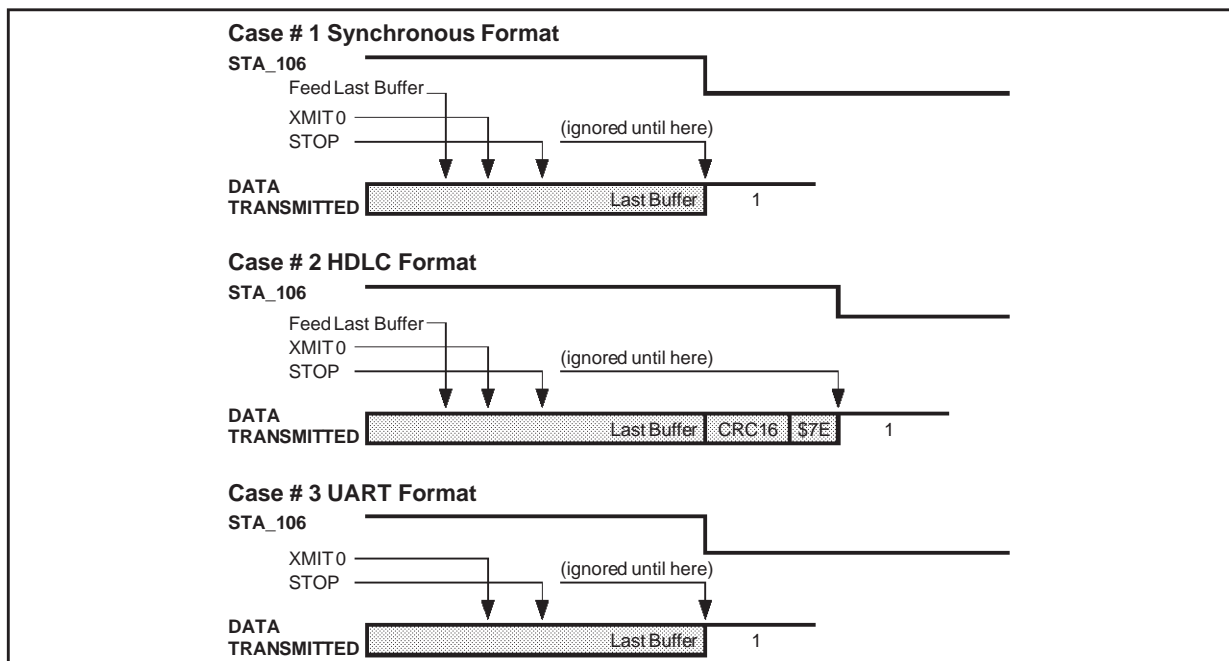 Case # 1 Synchronous Format
STA_106
Feed Last Buffer
XMIT 0
STOP
(ignored until here)
DATA
TRANSMITTED
Last Buffer
1
Case # 2 HDLC Format
STA_106
Feed Last Buffer
XMIT 0
STOP
(ignored until here)
DATA
TRANSMITTED
Last Buffer
CRC16
$7E
1
Case # 3 UART Format
STA_106
XMIT 0
STOP
(ignored until here)
DATA
TRANSMITTED
Last Buffer
1